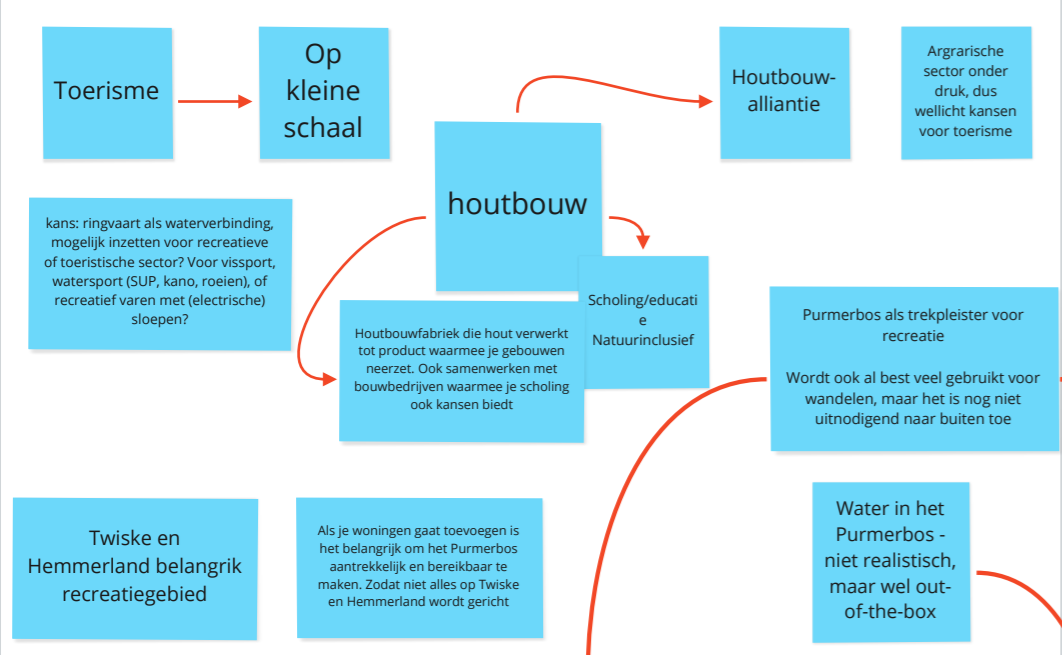 Toerisme
Op
kleine
schaal
Houtbouw-
alliantie
Argrarische
sector onder
druk, dus
wellicht kansen
voor toerisme
houtbouw
kans: ringvaart als waterverbinding,
mogelijk inzetten voor recreatieve
of toeristische sector? Voor vissport,
watersport (SUP, kano, roeien), of
recreatief varen met (electrische)
sloepen?
Scholing/educati
e
Natuurinclusief
Houtbouwfabriek die hout verwerkt
tot product waarmee je gebouwen
neerzet. Ook samenwerken met
bouwbedrijven waarmee je scholing
ook kansen biedt
Purmerbos als trekpleister voor
recreatie
Wordt ook al best veel gebruikt voor
wandelen, maar het is nog niet
uitnodigend naar buiten toe
Twiske en
Hemmerland belangrik
recreatiegebied
Als je woningen gaat toevoegen is
het belangrijk om het Purmerbos
aantrekkelijk en bereikbaar te
maken. Zodat niet alles op Twiske
en Hemmerland wordt gericht
Water in het
Purmerbos -
niet realistisch,
maar wel out-
of-the-box